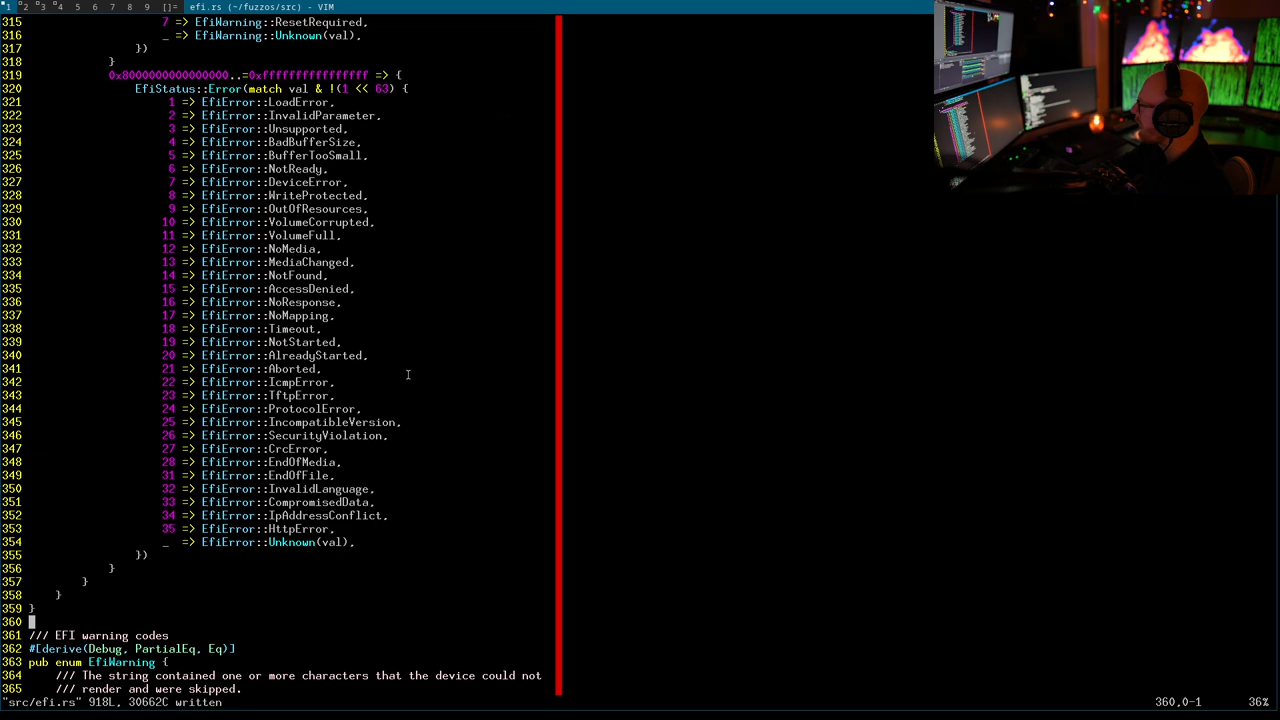 1 2 3 4 5 6 7 8 9 []= efi.rs (~/fuzzos/src) - VIM
315 7 => EfiWarning::ResetRequired,
316 _ => EfiWarning::Unknown(val),
317 })
318 }
319 0x8000000000000000..=0xffffffffffffffff => {
320 EfiStatus::Error(match val & !(1 << 63) {
321 1 => EfiError::LoadError,
322 2 => EfiError::InvalidParameter,
323 3 => EfiError::Unsupported,
324 4 => EfiError::BadBufferSize,
325 5 => EfiError::BufferTooSmall,
326 6 => EfiError::NotReady,
327 7 => EfiError::DeviceError,
328 8 => EfiError::WriteProtected,
329 9 => EfiError::OutOfResources,
330 10 => EfiError::VolumeCorrupted,
331 11 => EfiError::VolumeFull,
332 12 => EfiError::NoMedia,
333 13 => EfiError::MediaChanged,
334 14 => EfiError::NotFound,
335 15 => EfiError::AccessDenied,
336 16 => EfiError::NoResponse,
337 17 => EfiError::NoMapping,
338 18 => EfiError::Timeout,
339 19 => EfiError::NotStarted,
340 20 => EfiError::AlreadyStarted,
341 21 => EfiError::Aborted,
342 22 => EfiError::IcmpError,
343 23 => EfiError::TftpError,
344 24 => EfiError::ProtocolError,
345 25 => EfiError::IncompatibleVersion,
346 26 => EfiError::SecurityViolation,
347 27 => EfiError::CrcError,
348 28 => EfiError::EndOfMedia,
349 31 => EfiError::EndOfFile,
350 32 => EfiError::InvalidLanguage,
351 33 => EfiError::CompromisedData,
352 34 => EfiError::IpAddressConflict,
353 35 => EfiError::HttpError,
354 _ => EfiError::Unknown(val),
355 })
356 }
357 }
358 }
359 }
360
361 /// EFI warning codes
362 #[derive(Debug, PartialEq, Eq)]
363 pub enum EfiWarning {
364 /// The string contained one or more characters that the device could not
365 /// render and were skipped.
"src/efi.rs" 918L, 30662C written 360,0-1 36%